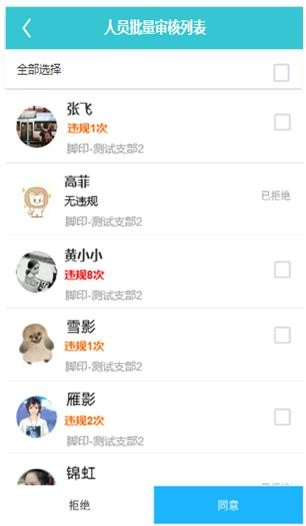 人员批量审核列表
全部选择
张飞
违规1次
脚印-测试支部2
高菲
无违规
已拒绝
脚印-测试支部2
黄小小
违规8次
脚印-测试支部2
雪影
违规1次
脚印-测试支部2
雁影
违规2次
脚印-测试支部2
锦虹
拒绝
同意